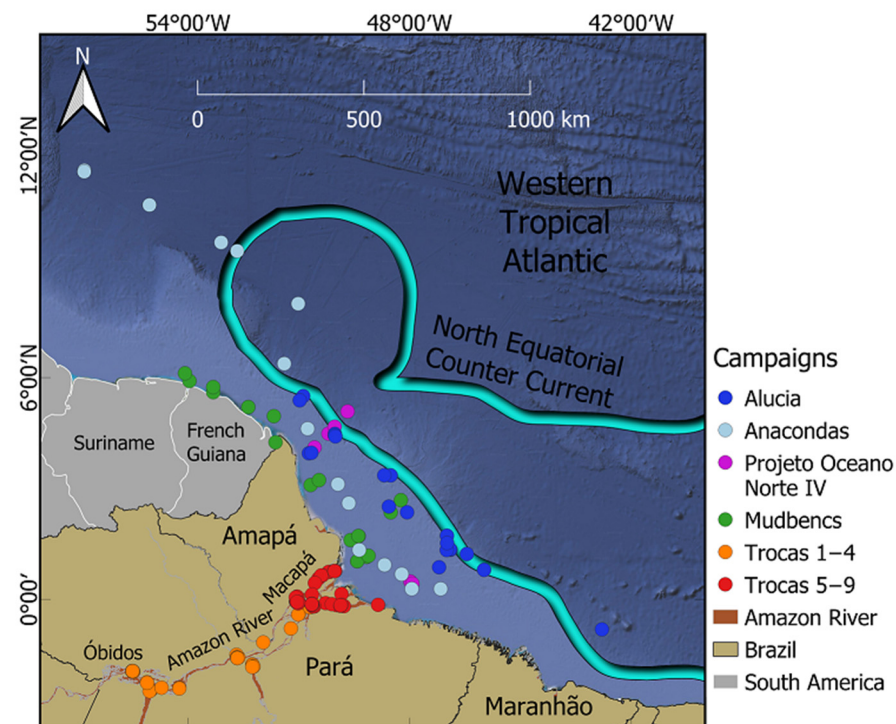 54°00′W 48°00′W 42°00′W
N
0 500 1000 km
12°00′N
Western
Tropical
Atlantic
North Equatorial
Counter Current
6°00′N
Suriname
French
Guiana
Amapá
Macapá
0°00′
Amazon River
Óbidos
Pará
Maranhão
Campaigns
Alucia
Anacondas
Projeto Oceano
Norte IV
Mudbencs
Trocas 1–4
Trocas 5–9
Amazon River
Brazil
South America